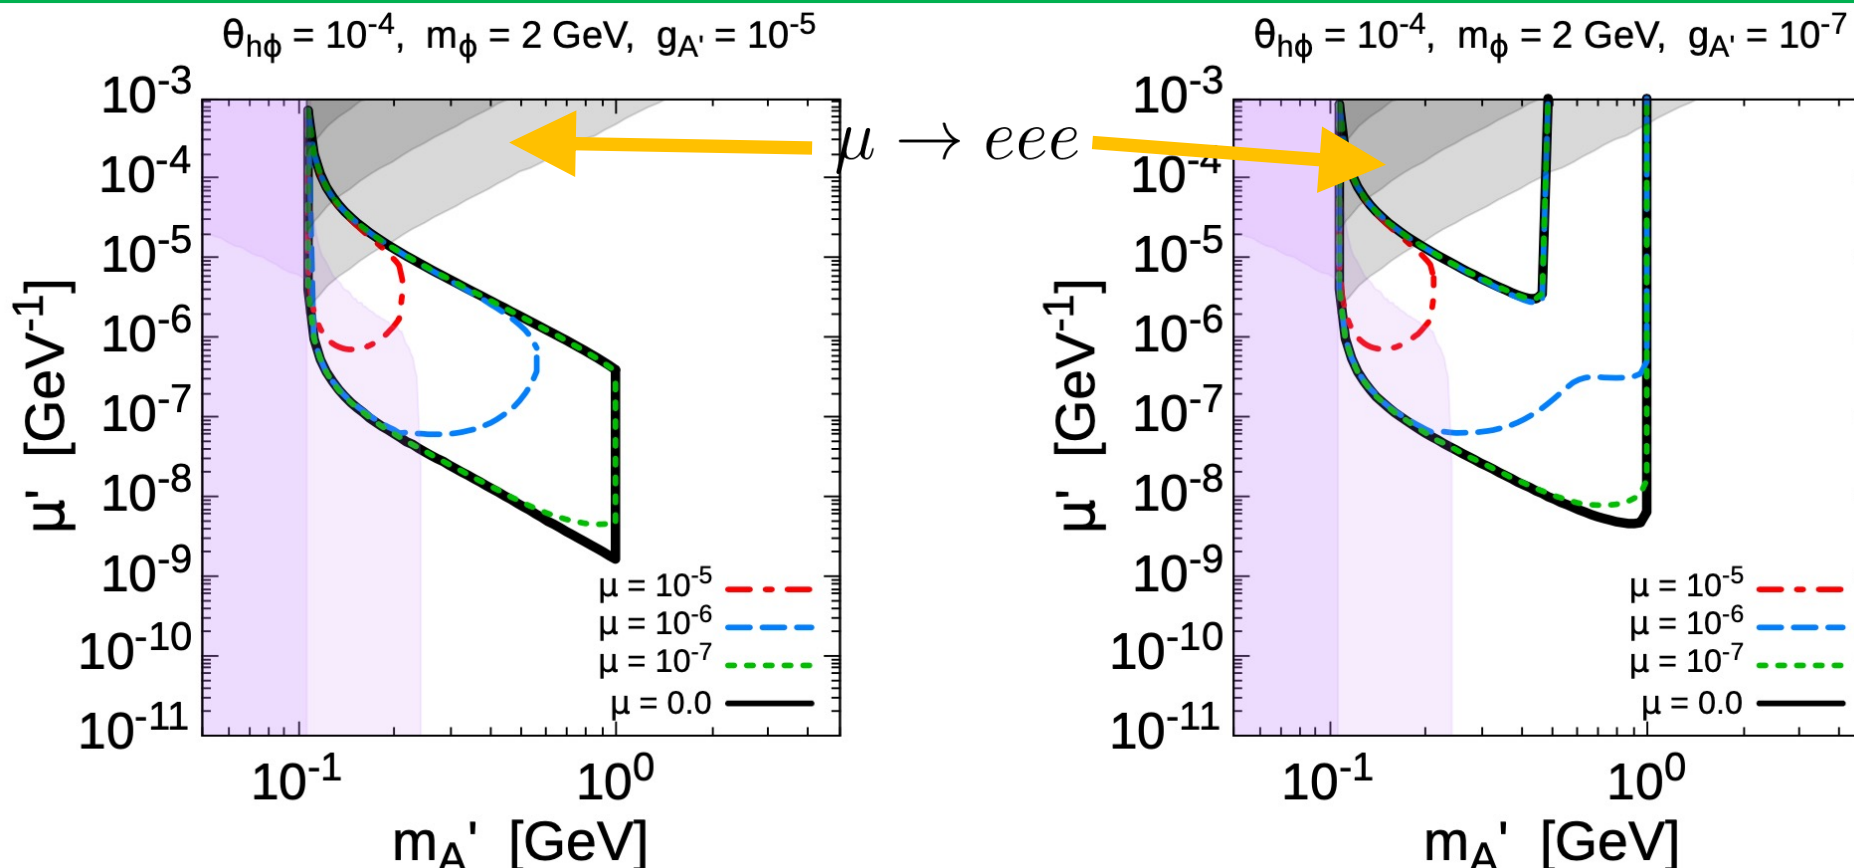 θhϕ = 10⁻⁴, mϕ = 2 GeV, gA' = 10⁻⁵
10⁻³
10⁻⁴
10⁻⁵
10⁻⁶
10⁻⁷
10⁻⁸
10⁻⁹
10⁻¹⁰
10⁻¹¹
μ' [GeV⁻¹]
μ = 10⁻⁵
μ = 10⁻⁶
μ = 10⁻⁷
μ = 0.0
10⁻¹ 10⁰
mA' [GeV]
μ → eee
θhϕ = 10⁻⁴, mϕ = 2 GeV, gA' = 10⁻⁷
10⁻³
10⁻⁴
10⁻⁵
10⁻⁶
10⁻⁷
10⁻⁸
10⁻⁹
10⁻¹⁰
10⁻¹¹
μ' [GeV⁻¹]
μ = 10⁻⁵
μ = 10⁻⁶
μ = 10⁻⁷
μ = 0.0
10⁻¹ 10⁰
mA' [GeV]